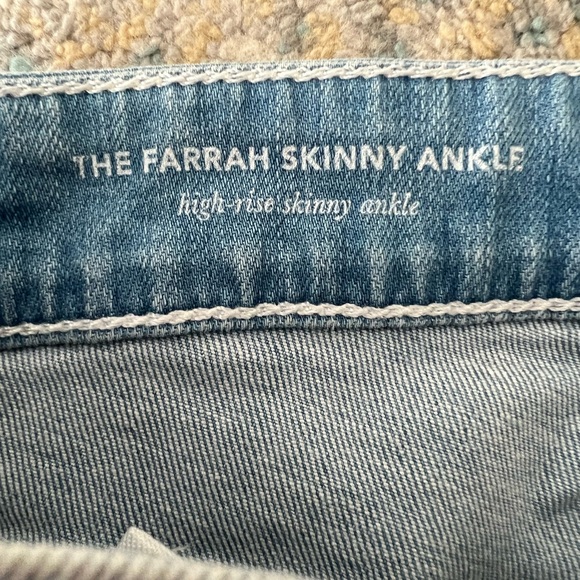 THE FARRAH SKINNY ANKLE
high-rise skinny ankle